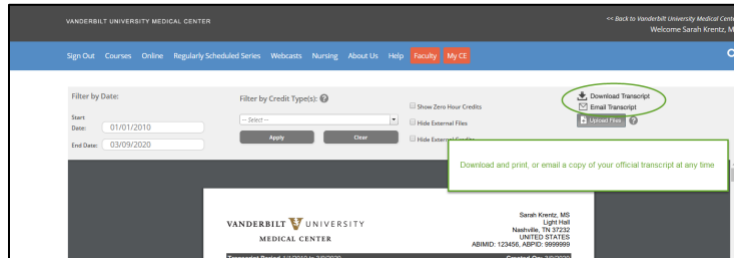 VANDERBILT UNIVERSITY MEDICAL CENTER
<< Back to Vanderbilt University Medical Cente
Welcome Sarah Krentz, M
Sign Out Courses Online Regularly Scheduled Series Webcasts Nursing About Us Help Faculty My CE
Filter by Date:
Start
Date: 01/01/2010
End Date: 03/09/2020
Filter by Credit Type(s):
-- Select --
Apply Clear
Show Zero Hour Credits
Hide External Files
Hide External Credits
Download Transcript
Email Transcript
Upload Files
Download and print, or email a copy of your official transcript at any time
VANDERBILT V UNIVERSITY
MEDICAL CENTER
Sarah Krentz, MS
Light Hall
Nashville, TN 37232
UNITED STATES
ABIMID: 123456, ABPID: 9999999